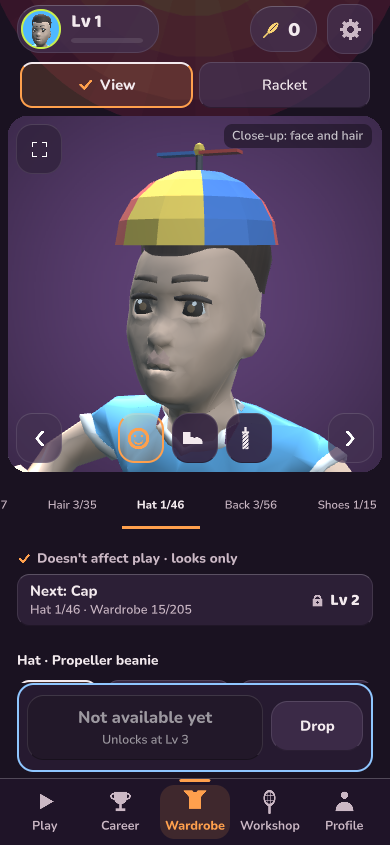 Lv 1
0
View
Racket
Close-up: face and hair
7
Hair 3/35
Hat 1/46
Back 3/56
Shoes 1/15
Doesn't affect play · looks only
Next: Cap
Hat 1/46 · Wardrobe 15/205
Lv 2
Hat · Propeller beanie
Not available yet
Unlocks at Lv 3
Drop
Play
Career
Wardrobe
Workshop
Profile